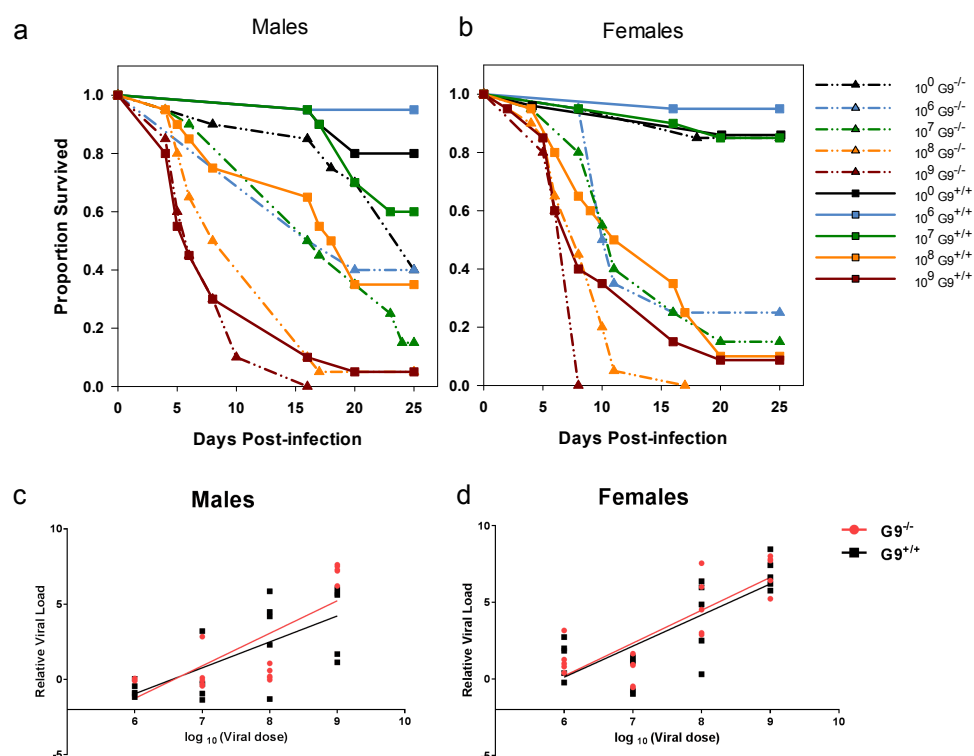 a
Males
b
Females
Proportion Survived
1.0
0.8
0.6
0.4
0.2
0.0
0 5 10 15 20 25
Days Post-infection
1.0
0.8
0.6
0.4
0.2
0.0
0 5 10 15 20 25
Days Post-infection
10⁰ G9⁻/⁻
10⁶ G9⁻/⁻
10⁷ G9⁻/⁻
10⁸ G9⁻/⁻
10⁹ G9⁻/⁻
10⁰ G9⁺/⁺
10⁶ G9⁺/⁺
10⁷ G9⁺/⁺
10⁸ G9⁺/⁺
10⁹ G9⁺/⁺
c
Males
Relative Viral Load
10
5
0
-5
6 7 8 9 10
log ₁₀ (Viral dose)
d
Females
Relative Viral Load
10
5
0
-5
6 7 8 9 10
log ₁₀ (Viral dose)
G9⁻/⁻
G9⁺/⁺